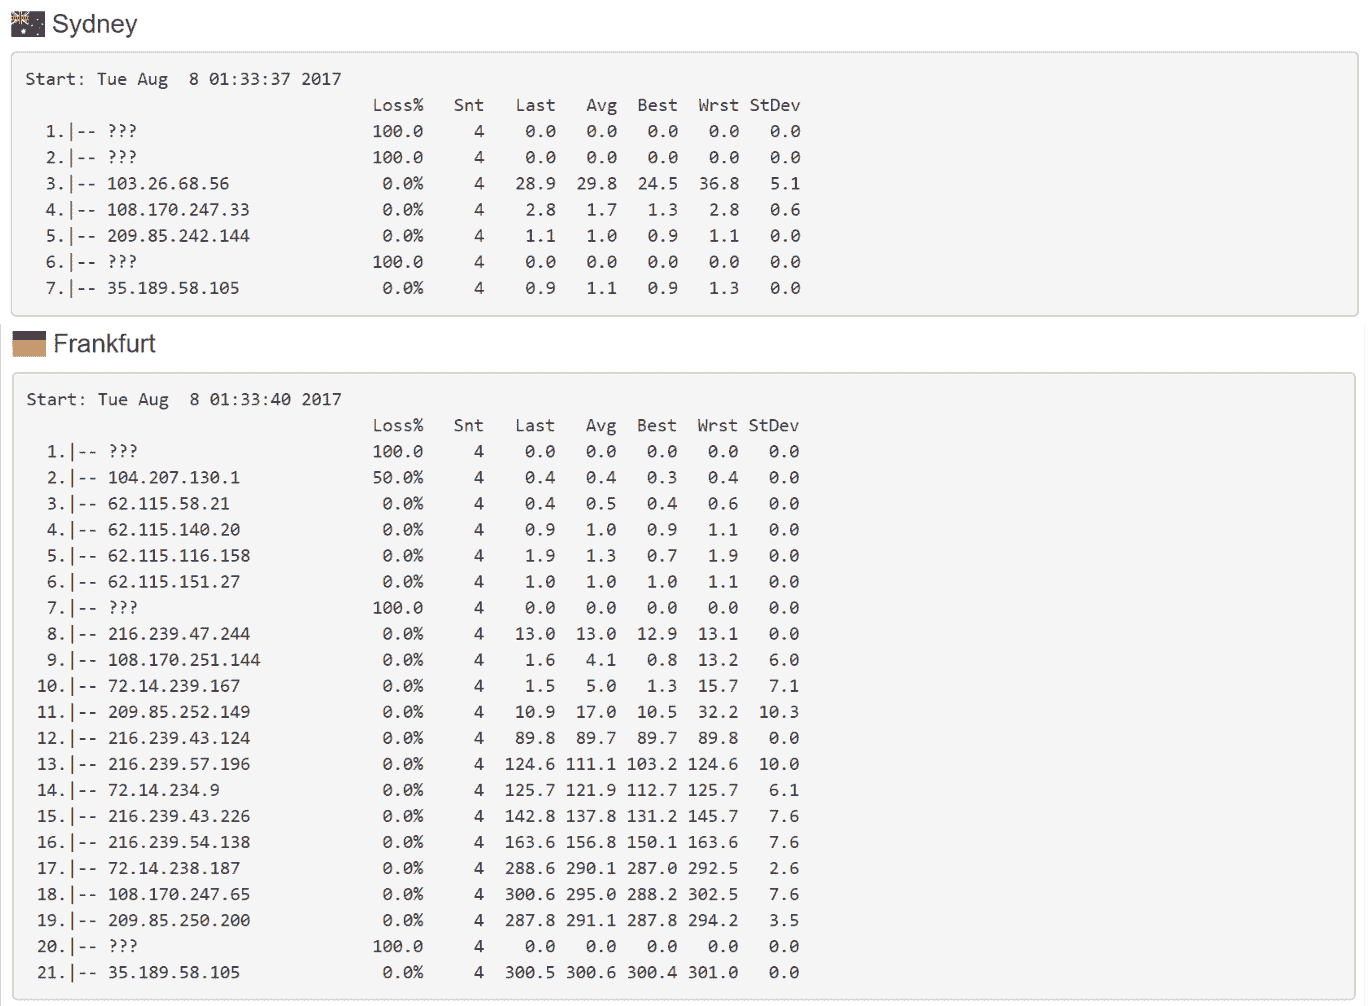 Sydney
Start: Tue Aug  8 01:33:37 2017
                                  Loss%   Snt   Last   Avg  Best  Wrst StDev
  1.|-- ???                       100.0     4    0.0   0.0   0.0   0.0   0.0
  2.|-- ???                       100.0     4    0.0   0.0   0.0   0.0   0.0
  3.|-- 103.26.68.56               0.0%     4   28.9  29.8  24.5  36.8   5.1
  4.|-- 108.170.247.33             0.0%     4    2.8   1.7   1.3   2.8   0.6
  5.|-- 209.85.242.144             0.0%     4    1.1   1.0   0.9   1.1   0.0
  6.|-- ???                       100.0     4    0.0   0.0   0.0   0.0   0.0
  7.|-- 35.189.58.105              0.0%     4    0.9   1.1   0.9   1.3   0.0
Frankfurt
Start: Tue Aug  8 01:33:40 2017
                                  Loss%   Snt   Last   Avg  Best  Wrst StDev
  1.|-- ???                       100.0     4    0.0   0.0   0.0   0.0   0.0
  2.|-- 104.207.130.1             50.0%     4    0.4   0.4   0.3   0.4   0.0
  3.|-- 62.115.58.21               0.0%     4    0.4   0.5   0.4   0.6   0.0
  4.|-- 62.115.140.20              0.0%     4    0.9   1.0   0.9   1.1   0.0
  5.|-- 62.115.116.158             0.0%     4    1.9   1.3   0.7   1.9   0.0
  6.|-- 62.115.151.27              0.0%     4    1.0   1.0   1.0   1.1   0.0
  7.|-- ???                       100.0     4    0.0   0.0   0.0   0.0   0.0
  8.|-- 216.239.47.244             0.0%     4   13.0  13.0  12.9  13.1   0.0
  9.|-- 108.170.251.144            0.0%     4    1.6   4.1   0.8  13.2   6.0
 10.|-- 72.14.239.167              0.0%     4    1.5   5.0   1.3  15.7   7.1
 11.|-- 209.85.252.149             0.0%     4   10.9  17.0  10.5  32.2  10.3
 12.|-- 216.239.43.124             0.0%     4   89.8  89.7  89.7  89.8   0.0
 13.|-- 216.239.57.196             0.0%     4  124.6 111.1 103.2 124.6  10.0
 14.|-- 72.14.234.9                0.0%     4  125.7 121.9 112.7 125.7   6.1
 15.|-- 216.239.43.226             0.0%     4  142.8 137.8 131.2 145.7   7.6
 16.|-- 216.239.54.138             0.0%     4  163.6 156.8 150.1 163.6   7.6
 17.|-- 72.14.238.187              0.0%     4  288.6 290.1 287.0 292.5   2.6
 18.|-- 108.170.247.65             0.0%     4  300.6 295.0 288.2 302.5   7.6
 19.|-- 209.85.250.200             0.0%     4  287.8 291.1 287.8 294.2   3.5
 20.|-- ???                       100.0     4    0.0   0.0   0.0   0.0   0.0
 21.|-- 35.189.58.105              0.0%     4  300.5 300.6 300.4 301.0   0.0